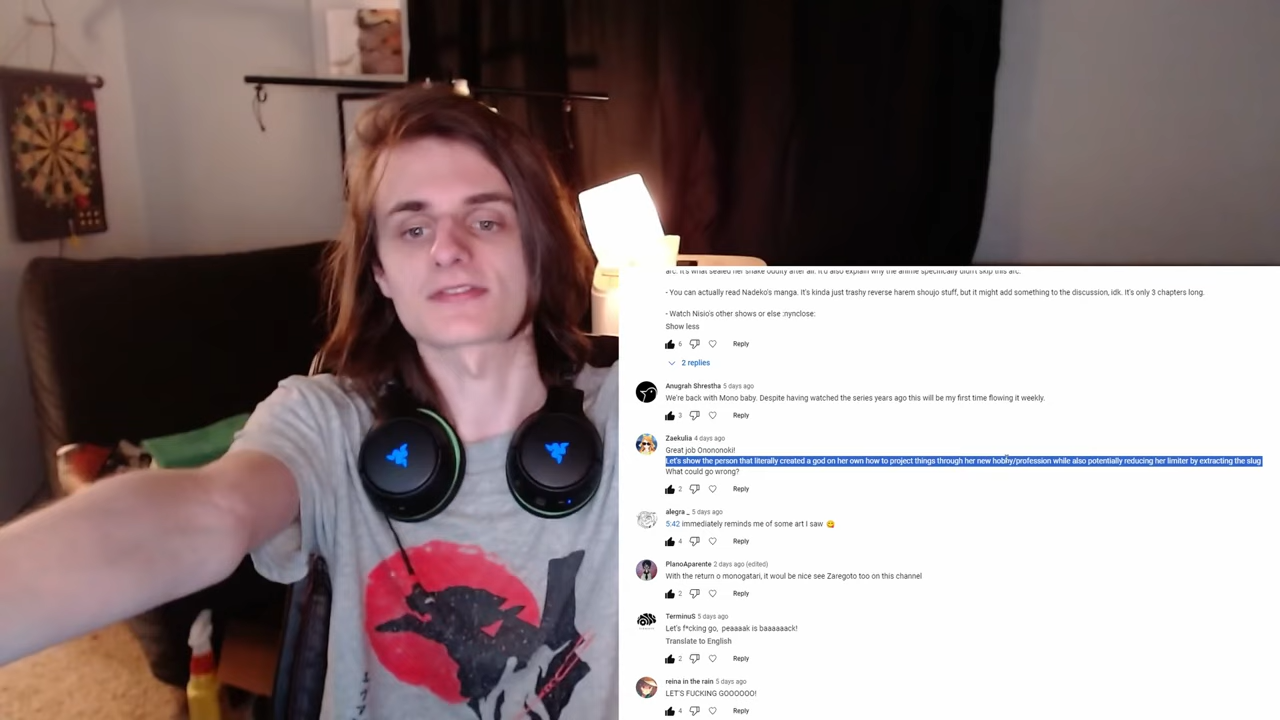 arc. It's what sealed her snake oddity after all. It'd also explain why the anime specifically didn't skip this arc.
- You can actually read Nadeko's manga. It's kinda just trashy reverse harem shoujo stuff, but it might add something to the discussion, idk. It's only 3 chapters long.
- Watch Nisio's other shows or else :nynclose:
Show less
6 Reply
2 replies
Anugrah Shrestha 5 days ago
We're back with Mono baby. Despite having watched the series years ago this will be my first time flowing it weekly.
3 Reply
Zaekulia 4 days ago
Great job Onononoki!
Let's show the person that literally created a god on her own how to project things through her new hobby/profession while also potentially reducing her limiter by extracting the slug
What could go wrong?
2 Reply
alegra _ 5 days ago
5:42 immediately reminds me of some art I saw 😋
4 Reply
PlanoAparente 2 days ago (edited)
With the return o monogatari, it woul be nice see Zaregoto too on this channel
2 Reply
TerminuS 5 days ago
Let's f*cking go, peaaaak is baaaaaack!
Translate to English
2 Reply
reina in the rain 5 days ago
LET'S FUCKING GOOOOOO!
4 Reply